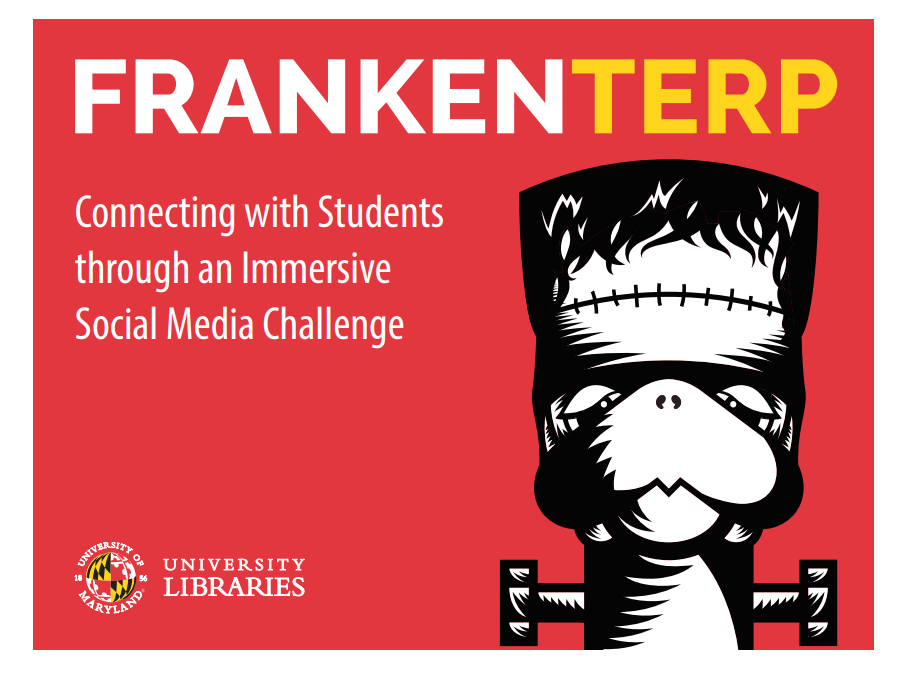 FRANKENTERP
Connecting with Students
through an Immersive
Social Media Challenge
UNIVERSITY OF
18 56
MARYLAND
UNIVERSITY
LIBRARIES